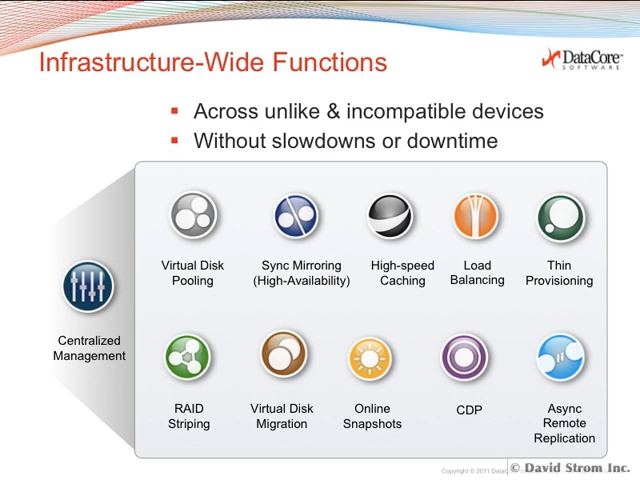 Infrastructure-Wide Functions
DataCore
SOFTWARE
Across unlike & incompatible devices
Without slowdowns or downtime
Virtual Disk
Pooling
Sync Mirroring
(High-Availability)
High-speed
Caching
Load
Balancing
Thin
Provisioning
Centralized
Management
RAID
Striping
Virtual Disk
Migration
Online
Snapshots
CDP
Async
Remote
Replication
Copyright © 2011
© David Strom Inc.